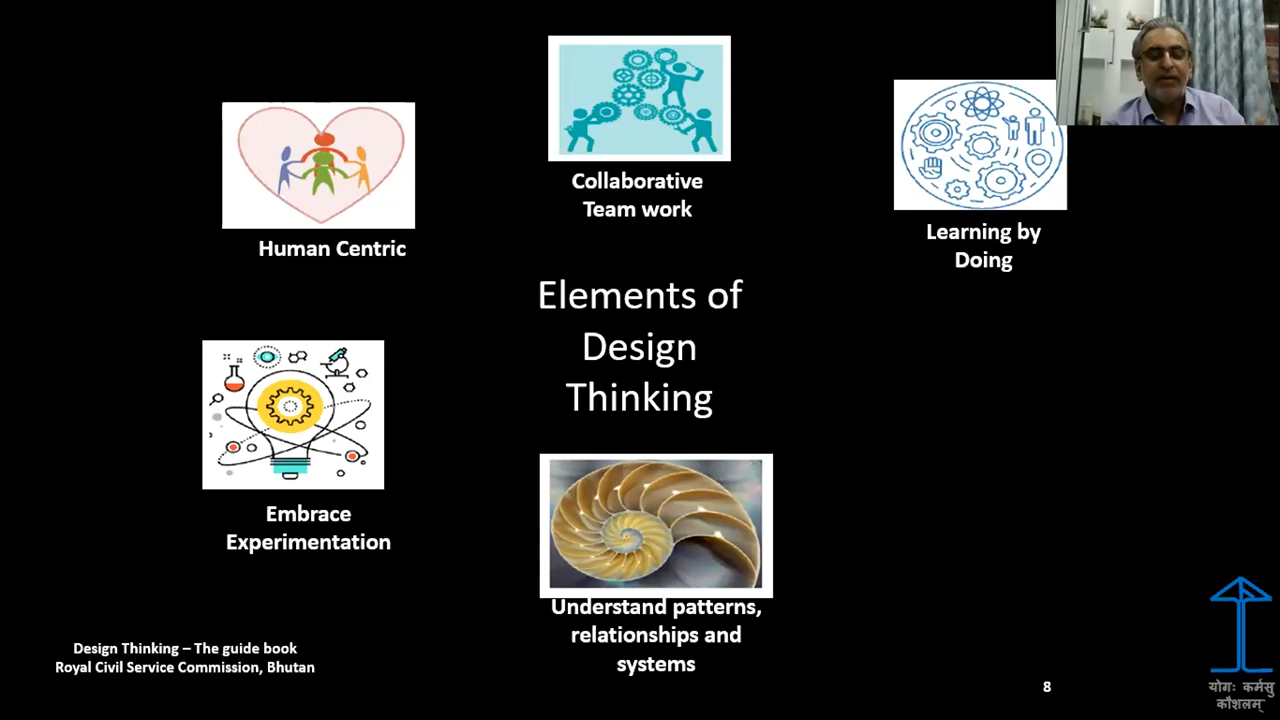 Collaborative
Team work
Human Centric
Learning by
Doing
Elements of
Design
Thinking
Embrace
Experimentation
Understand patterns,
relationships and
systems
Design Thinking – The guide book
Royal Civil Service Commission, Bhutan
8
योगः कर्मसु
कौशलम्